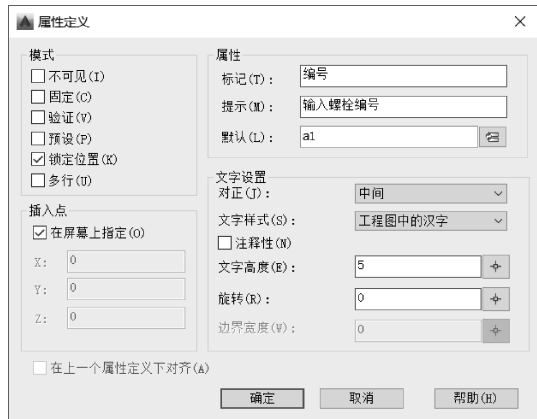 属性定义
模式
不可见(I)
固定(C)
验证(V)
预设(P)
锁定位置(K)
多行(U)
插入点
在屏幕上指定(O)
X: 0
Y: 0
Z: 0
属性
标记(T): 编号
提示(M): 输入螺栓编号
默认(L): a1
文字设置
对正(J): 中间
文字样式(S): 工程图中的汉字
注释性(N)
文字高度(E): 5
旋转(R): 0
边界宽度(W): 0
在上一个属性定义下对齐(A)
确定 取消 帮助(H)